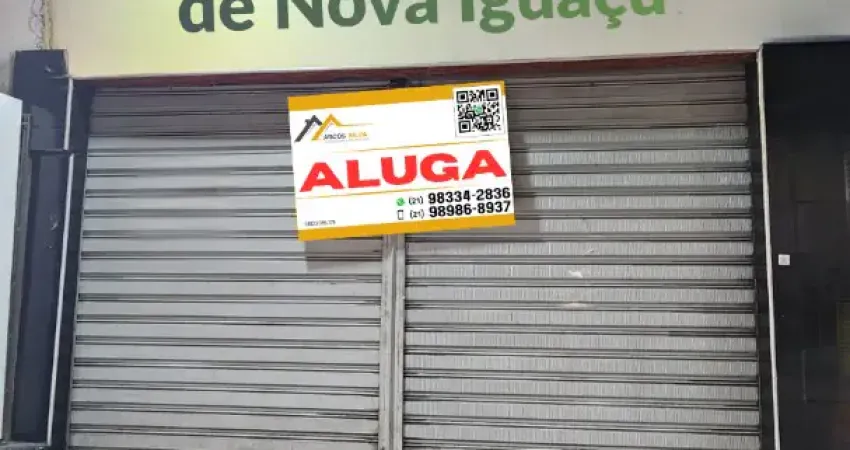 de Nova Iguaçu
ALUGA
(21) 98334-2836
(21) 98986-8937